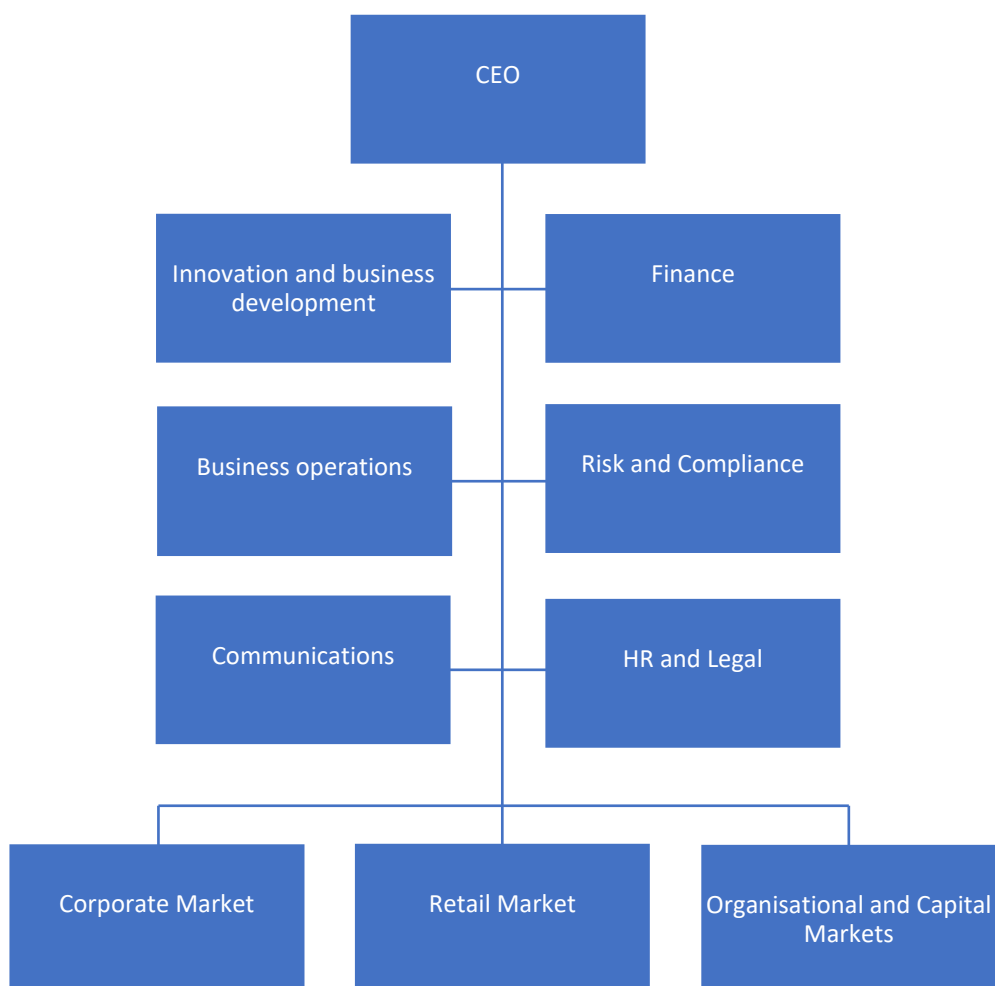 CEO
Innovation and business
development
Finance
Business operations
Risk and Compliance
Communications
HR and Legal
Corporate Market
Retail Market
Organisational and Capital
Markets